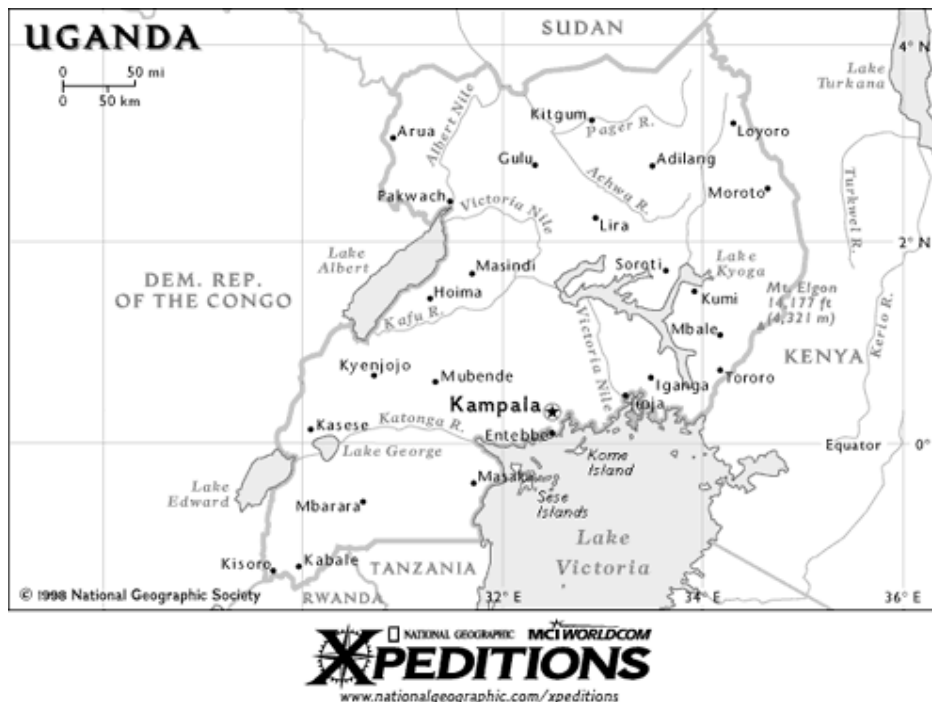 UGANDA
SUDAN
4°
0 50 mi
0 50 km
Lake
Turkana
Albert Nile
Kitgum
Pager R.
Loyoro
Arua
Gulu
Adilang
Achwa R.
Moroto
Pakwach
Victoria Nile
Lira
Turkwel R.
2° N
Lake
Albert
Masindi
Soroti
Lake
Kyoga
DEM. REP.
OF THE CONGO
Hoima
Kumi
Mt. Elgon
14,177 ft
(4,321 m)
Kafu R.
Victoria Nile
Mbale
Kerio R.
KENYA
Kyenjojo
Mubende
Iganga
Tororo
Kampala
Jinja
Kasese
Katonga R.
Entebbe
Equator
0°
Lake George
Kome
Island
Lake
Edward
Masaka
Mbarara
Sese
Islands
Lake
Victoria
Kisoro
Kabale
TANZANIA
© 1998 National Geographic Society
RWANDA
32° E
34° E
36° E
NATIONAL GEOGRAPHIC MCI WORLDCOM
XPEDITIONS
www.nationalgeographic.com/xpeditions